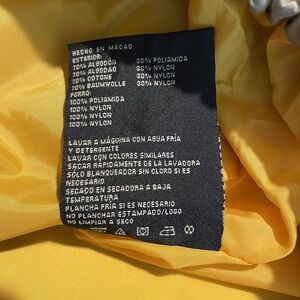 HECHO EN MACAO
EXTERIOR:
70% ALGODÓN 30% POLIAMIDA
70% ALGODAO 30% NYLON
70% COTONE 30% NYLON
70% BAUMWOLLE 30% NYLON
FORRO:
100% POLIAMIDA
100% NYLON
100% NYLON
100% NYLON
LAVAR A MÁQUINA CON AGUA FRÍA
Y DETERGENTE
LAVAR CON COLORES SIMILARES
SACAR RÁPIDAMENTE DE LA LAVADORA
SOLO BLANQUEADOR SIN CLORO SI ES
NECESARIO
SECADO EN SECADORA A BAJA
TEMPERATURA
PLANCHA FRÍA SI ES NECESARIO
NO PLANCHAR ESTAMPADO/LOGO
NO LIMPIAR A SECO